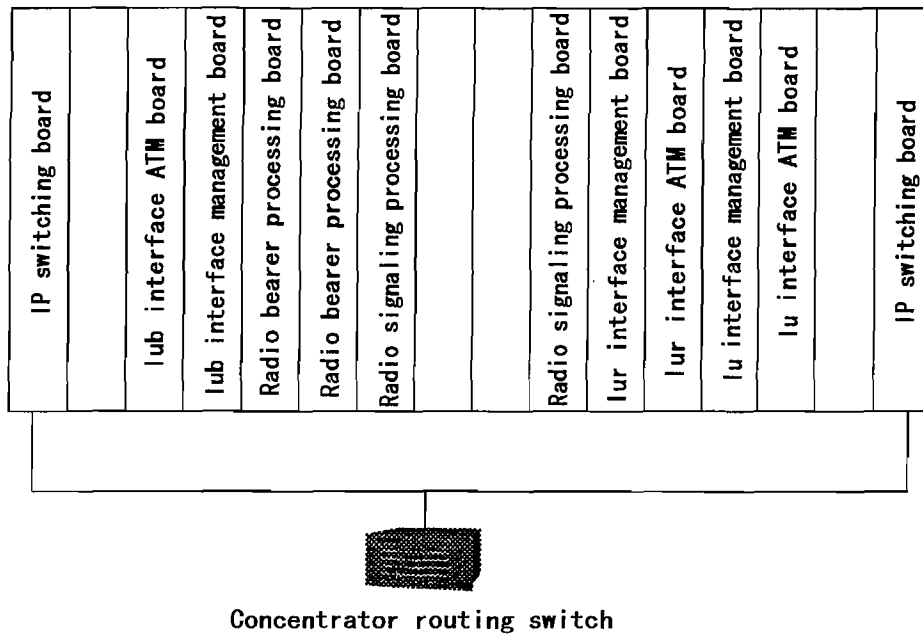 IP switching board
Iub interface ATM board
Iub interface management board
Radio bearer processing board
Radio bearer processing board
Radio signaling processing board
Radio signaling processing board
Iur interface management board
Iur interface ATM board
Iu interface management board
Iu interface ATM board
IP switching board
Concentrator routing switch